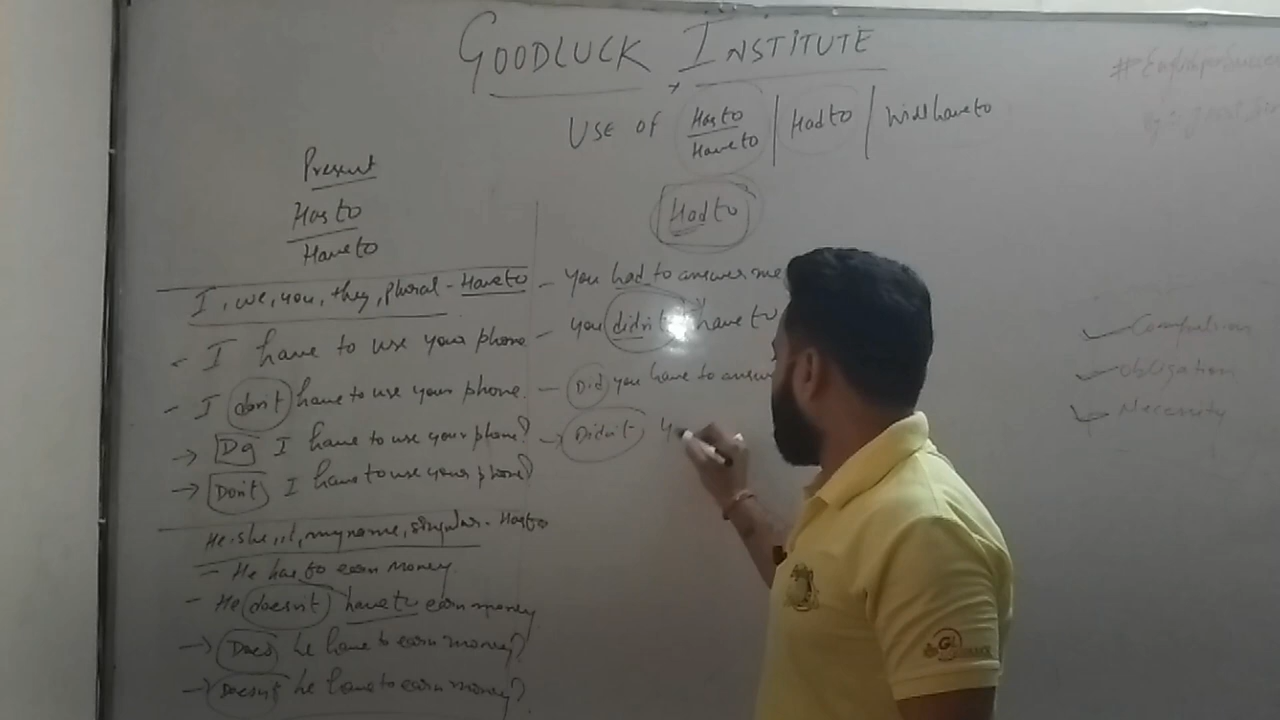 GOODLUCK INSTITUTE
USE OF Has to / Have to | Had to | Will have to
Present
Has to
Have to
I, we, you, they, plural - Have to
- I have to use your phone
- I don't have to use your phone.
→ Do I have to use your phone?
→ Don't I have to use your phone?
He, she, it, my name, singular - Has to
- He has to earn money.
- He doesn't have to earn money
→ Does he have to earn money?
→ Doesn't he have to earn money?
Had to
- You had to answer me
- You didn't have to
- Did you have to answer
→ Didn't y
Compulsion
Obligation
Necessity